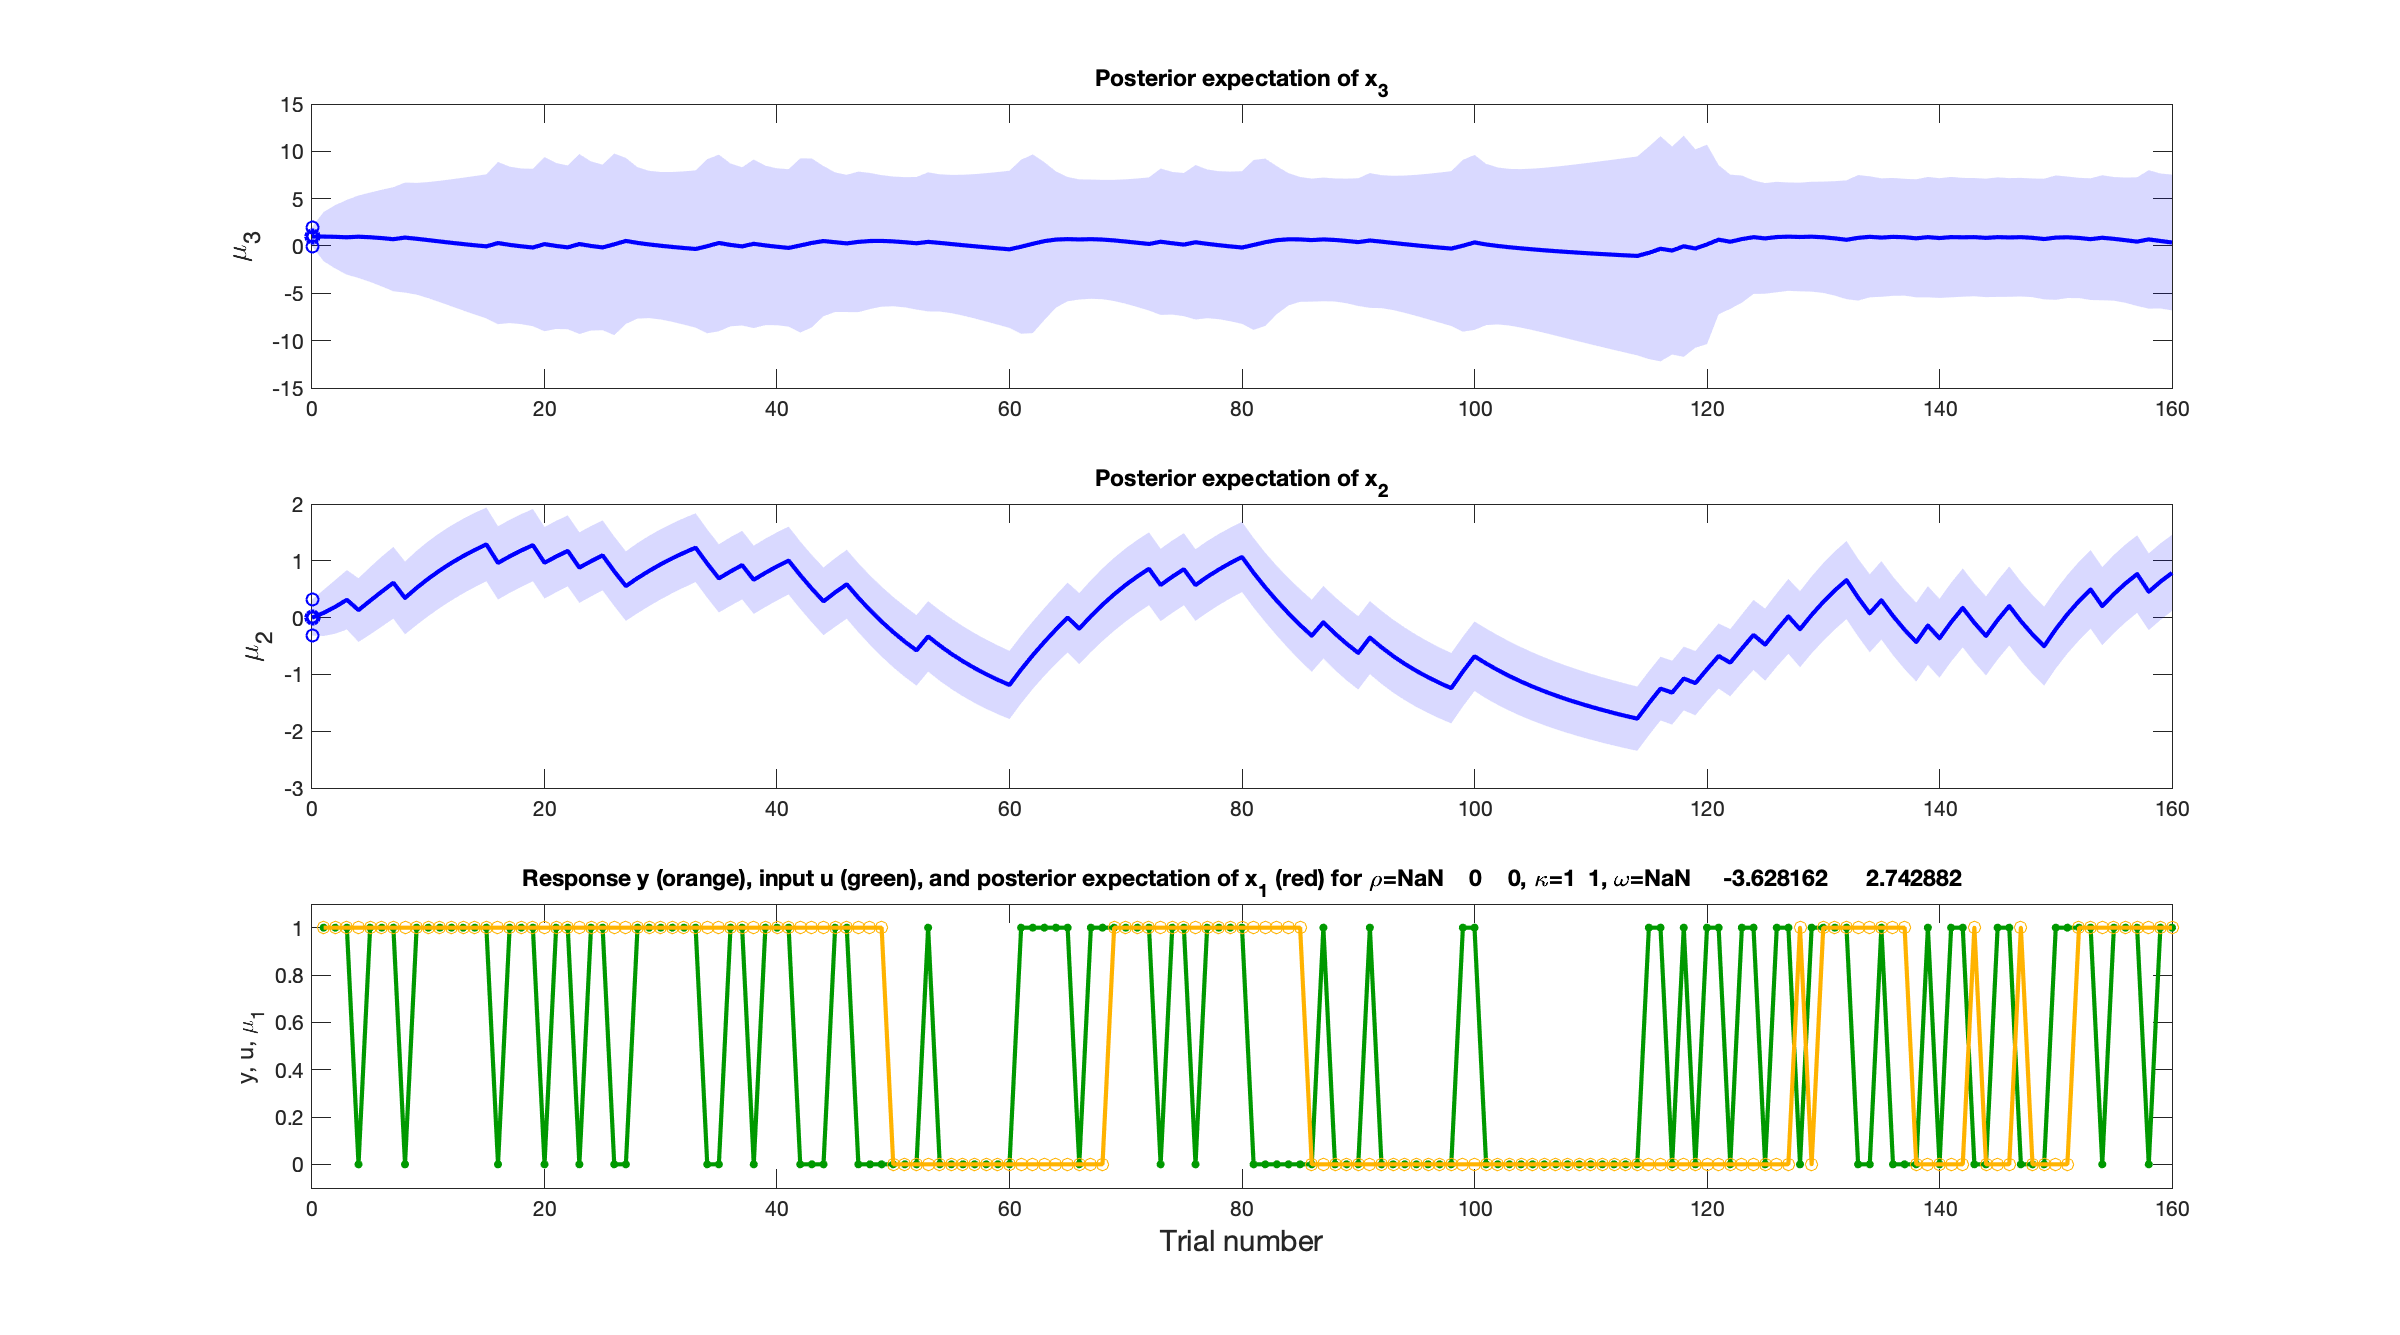 Posterior expectation of x3
15
10
5
0
-5
-10
-15
μ3
0 20 40 60 80 100 120 140 160
Posterior expectation of x2
2
1
0
-1
-2
-3
μ2
0 20 40 60 80 100 120 140 160
Response y (orange), input u (green), and posterior expectation of x1 (red) for ρ=NaN 0 0, κ=1 1, ω=NaN -3.628162 2.742882
1
0.8
0.6
0.4
0.2
0
y, u, μ1
0 20 40 60 80 100 120 140 160
Trial number